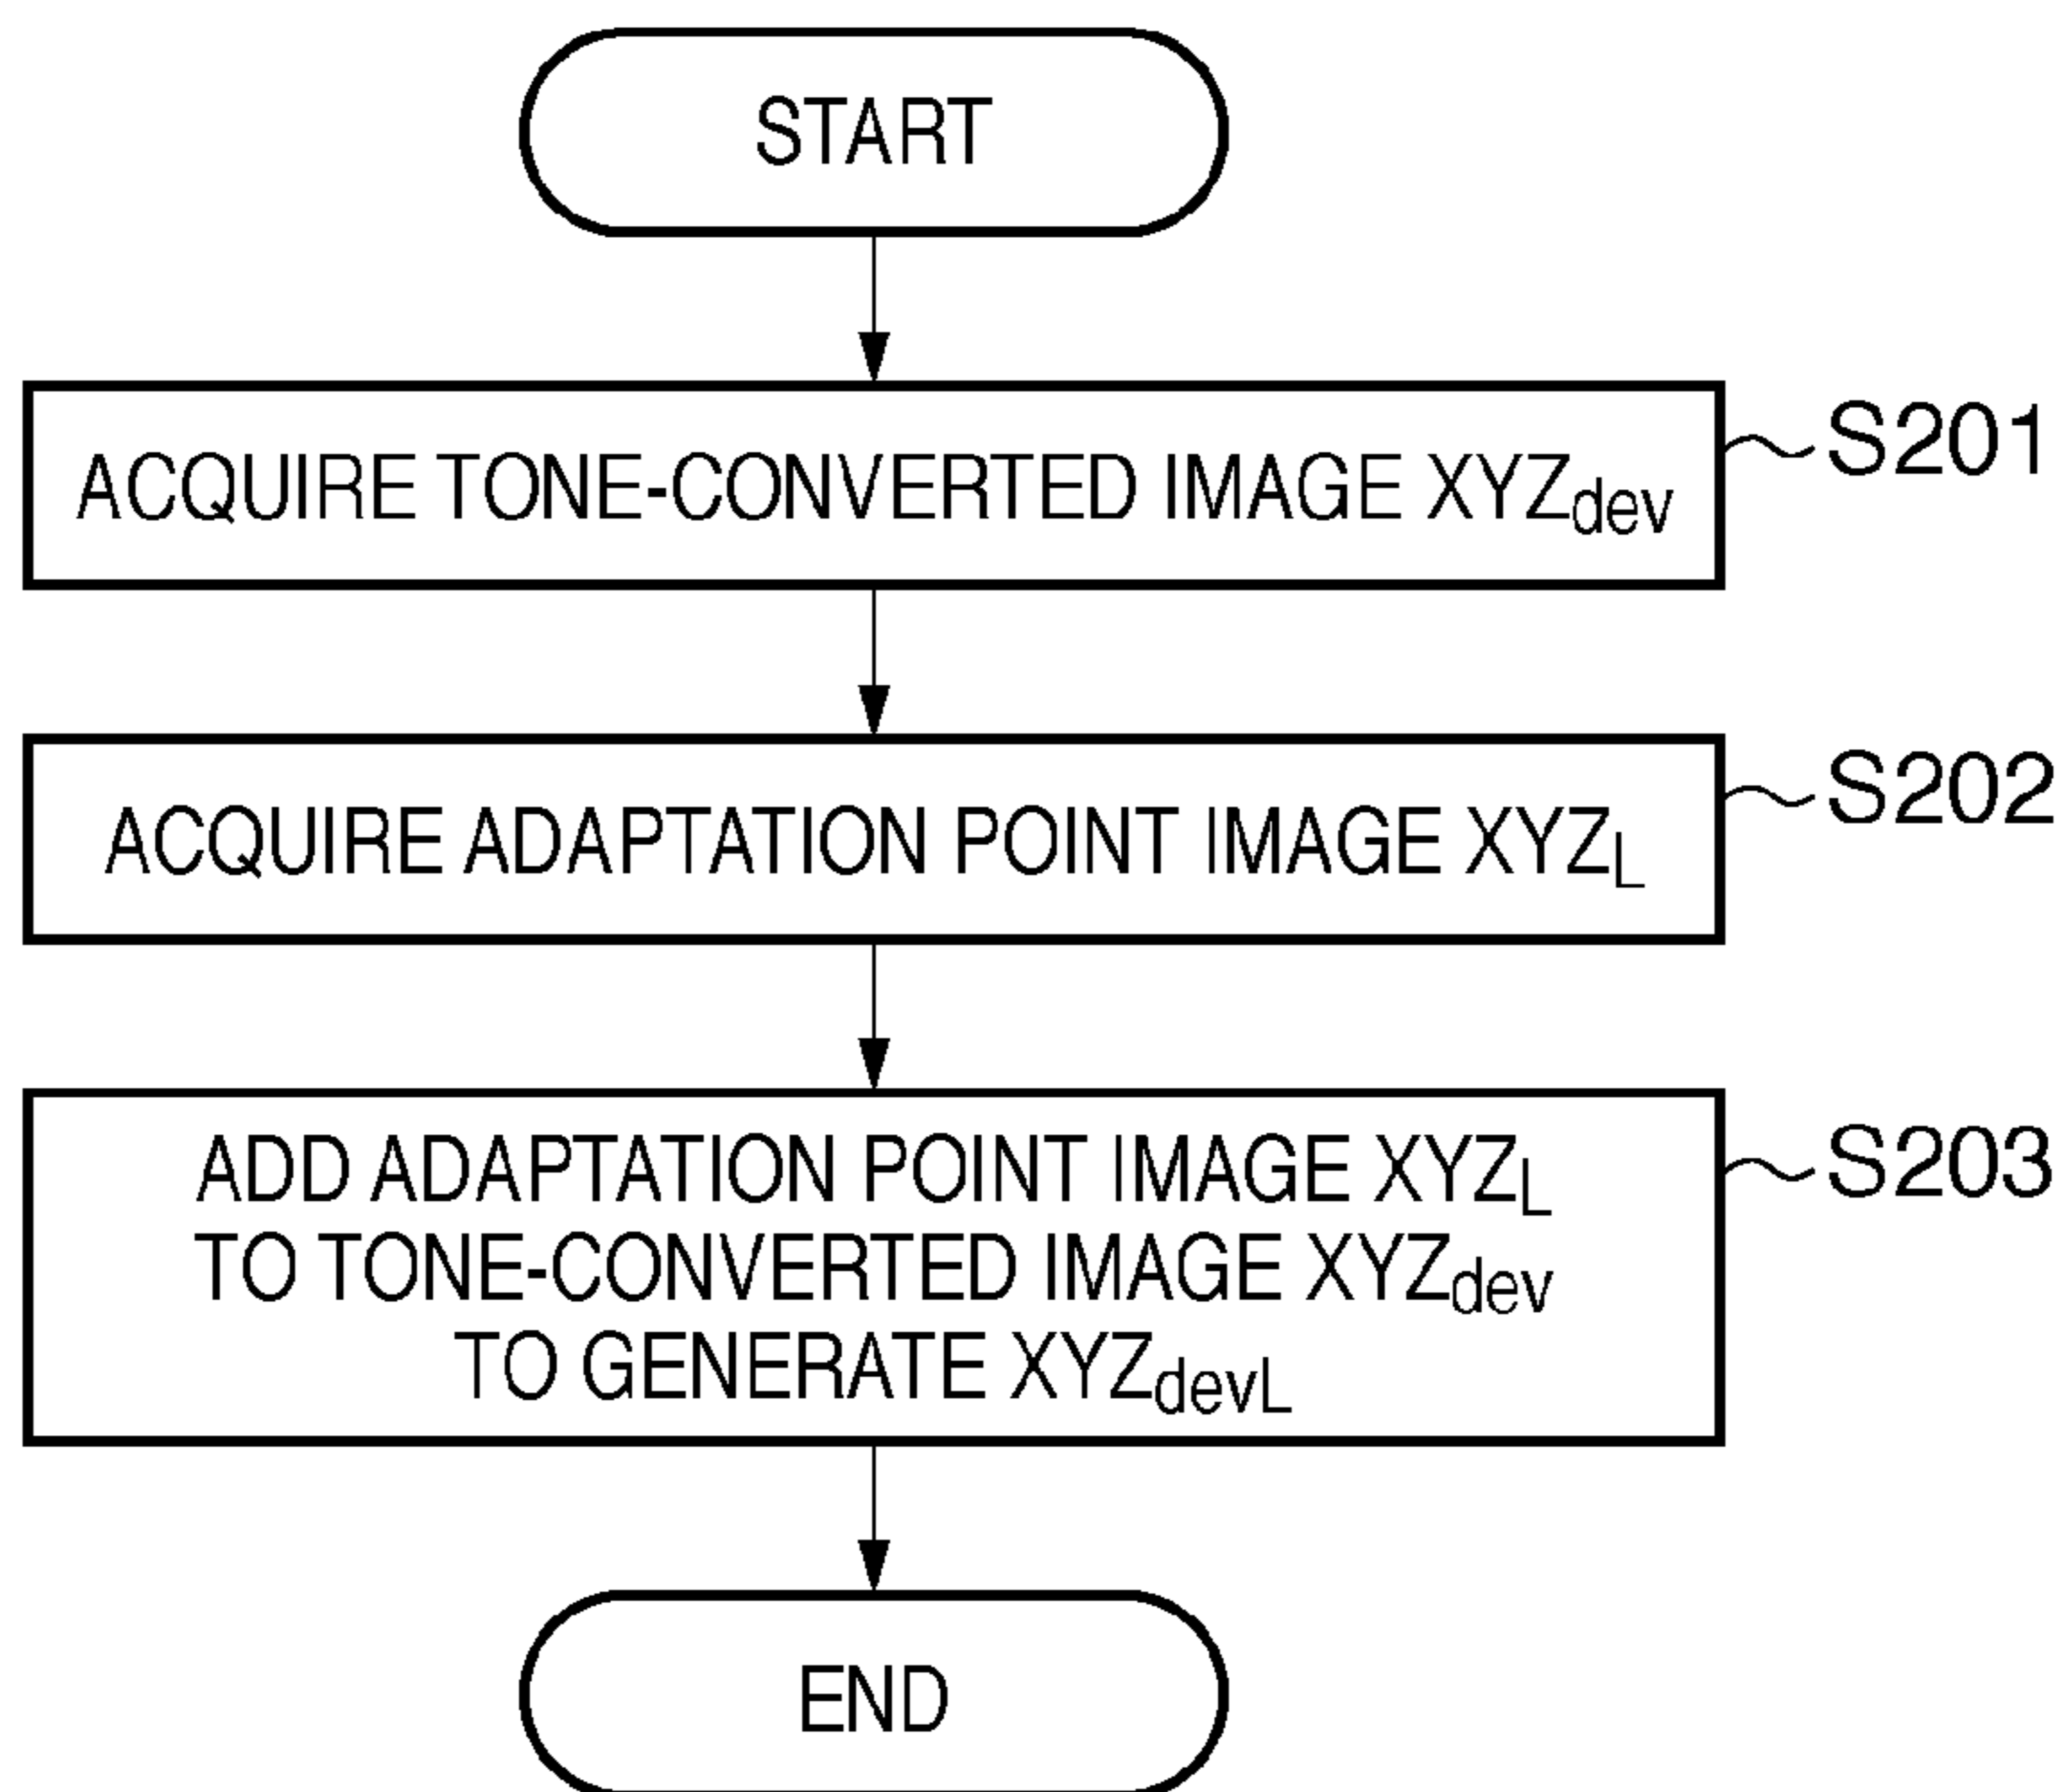 START
ACQUIRE TONE-CONVERTED IMAGE XYZdev
S201
ACQUIRE ADAPTATION POINT IMAGE XYZL
S202
ADD ADAPTATION POINT IMAGE XYZL
TO TONE-CONVERTED IMAGE XYZdev
TO GENERATE XYZdevL
S203
END